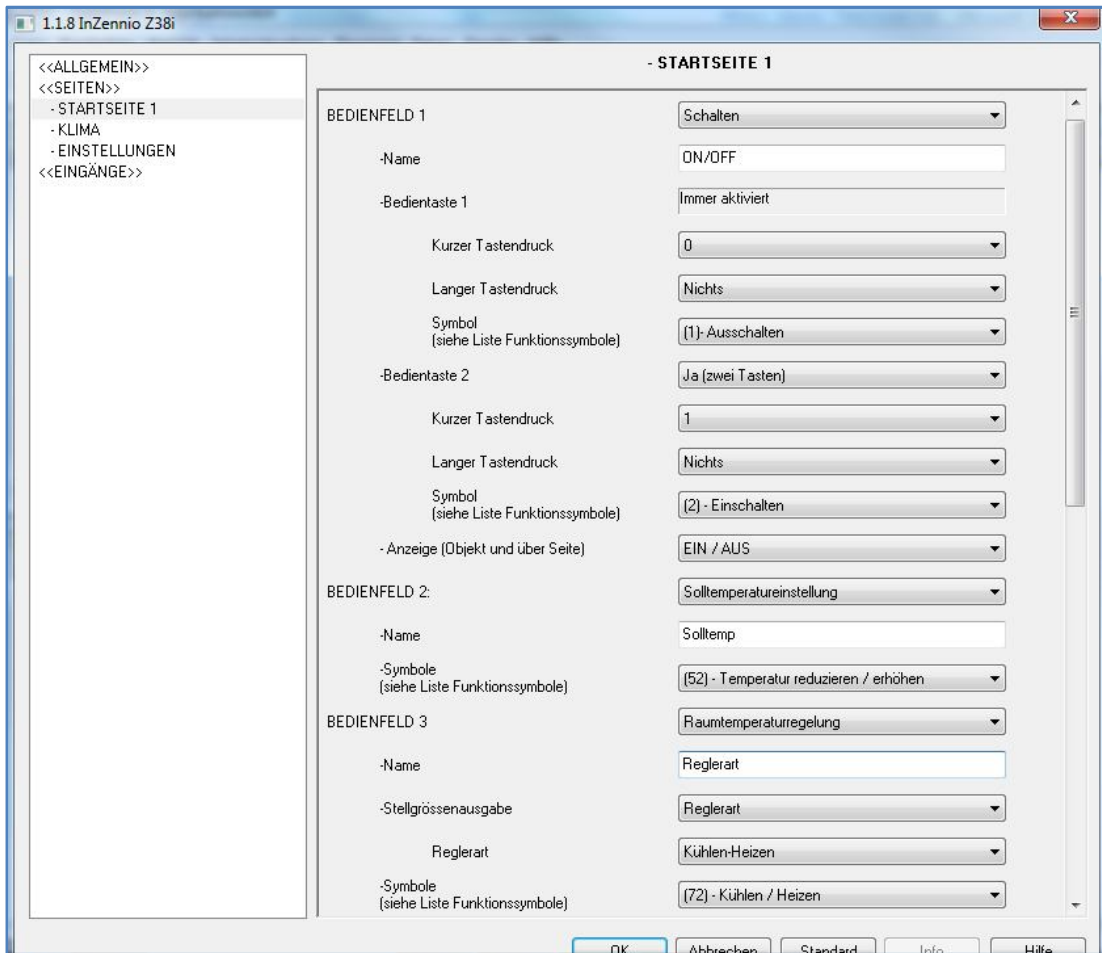 1.1.8 InZennio Z38i
<<ALLGEMEIN>>
<<SEITEN>>
- STARTSEITE 1
- KLIMA
- EINSTELLUNGEN
<<EINGÄNGE>>
- STARTSEITE 1
BEDIENFELD 1 Schalten
-Name ON/OFF
-Bedientaste 1 Immer aktiviert
Kurzer Tastendruck 0
Langer Tastendruck Nichts
Symbol
(siehe Liste Funktionssymbole) (1)- Ausschalten
-Bedientaste 2 Ja (zwei Tasten)
Kurzer Tastendruck 1
Langer Tastendruck Nichts
Symbol
(siehe Liste Funktionssymbole) (2) - Einschalten
- Anzeige (Objekt und über Seite) EIN / AUS
BEDIENFELD 2: Solltemperatureinstellung
-Name Solltemp
-Symbole
(siehe Liste Funktionssymbole) (52) - Temperatur reduzieren / erhöhen
BEDIENFELD 3 Raumtemperaturregelung
-Name Reglerart
-Stellgrössenausgabe Reglerart
Reglerart Kühlen-Heizen
-Symbole
(siehe Liste Funktionssymbole) (72) - Kühlen / Heizen
OK Abbrechen Standard Info Hilfe